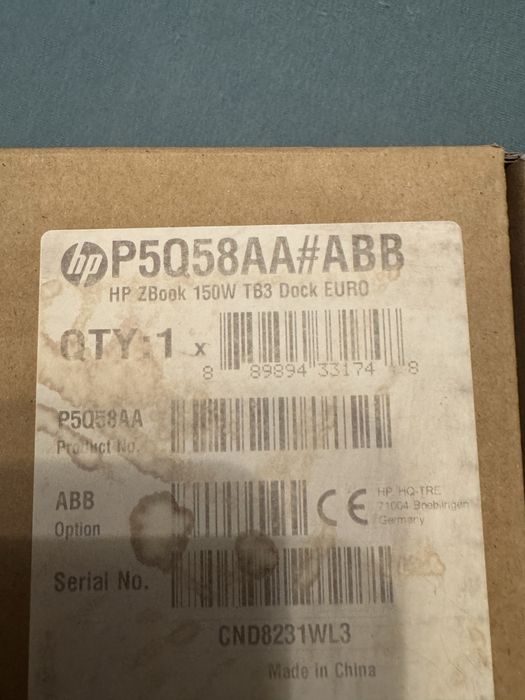 hp P5Q58AA#ABB
HP ZBook 150W TB3 Dock EURO
QTY:1 x
8 89894 33174 8
P5Q58AA
Product No.
ABB
Option
CE HP HQ-TRE
71004 Boeblingen
Germany
Serial No.
CND8231WL3
Made in China